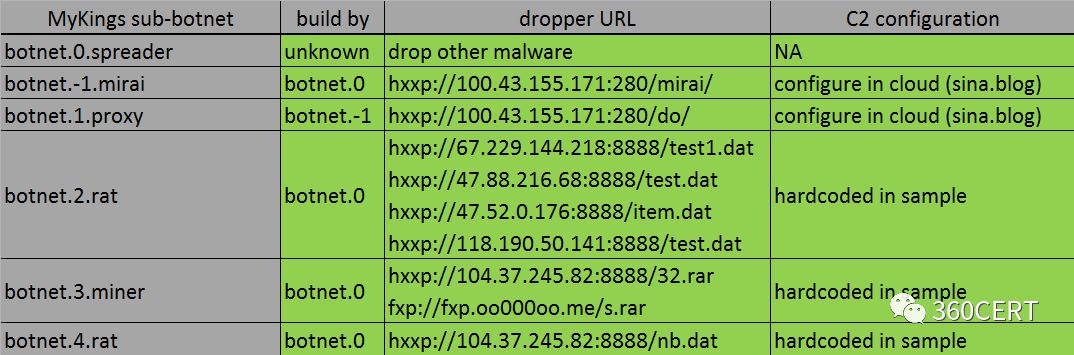 MyKings sub-botnet build by dropper URL C2 configuration
botnet.0.spreader unknown drop other malware NA
botnet.-1.mirai botnet.0 hxxp://100.43.155.171:280/mirai/ configure in cloud (sina.blog)
botnet.1.proxy botnet.-1 hxxp://100.43.155.171:280/do/ configure in cloud (sina.blog)
botnet.2.rat botnet.0 hxxp://67.229.144.218:8888/test1.dat
hxxp://47.88.216.68:8888/test.dat
hxxp://47.52.0.176:8888/item.dat
hxxp://118.190.50.141:8888/test.dat
hardcoded in sample
botnet.3.miner botnet.0 hxxp://104.37.245.82:8888/32.rar
fxp://fxp.oo000oo.me/s.rar
hardcoded in sample
botnet.4.rat botnet.0 hxxp://104.37.245.82:8888/nb.dat hardcoded in sample
360CERT